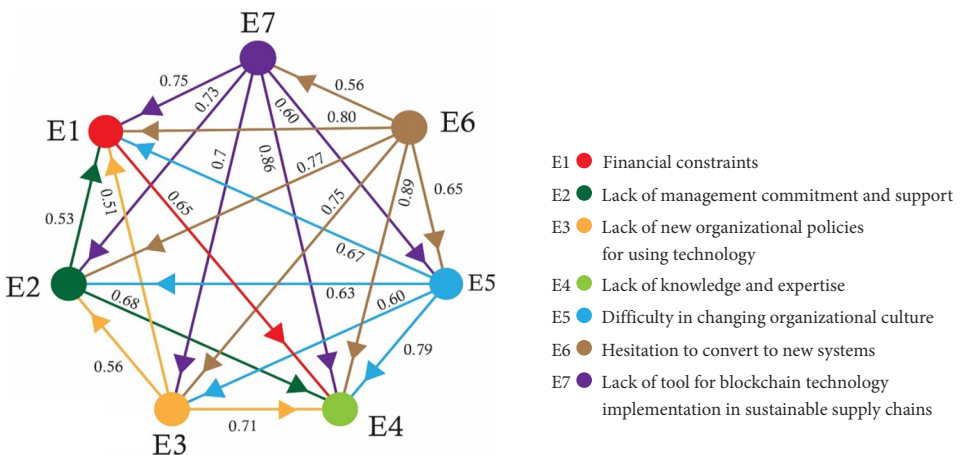 E7
0.75
0.73
0.60
0.56
E1
0.80
E6
0.7
0.86
0.77
0.75
0.89
0.65
0.51
0.65
0.53
0.67
E2
0.68
0.63
0.60
E5
0.56
0.79
0.71
E3
E4
E1 Financial constraints
E2 Lack of management commitment and support
E3 Lack of new organizational policies
for using technology
E4 Lack of knowledge and expertise
E5 Difficulty in changing organizational culture
E6 Hesitation to convert to new systems
E7 Lack of tool for blockchain technology
implementation in sustainable supply chains